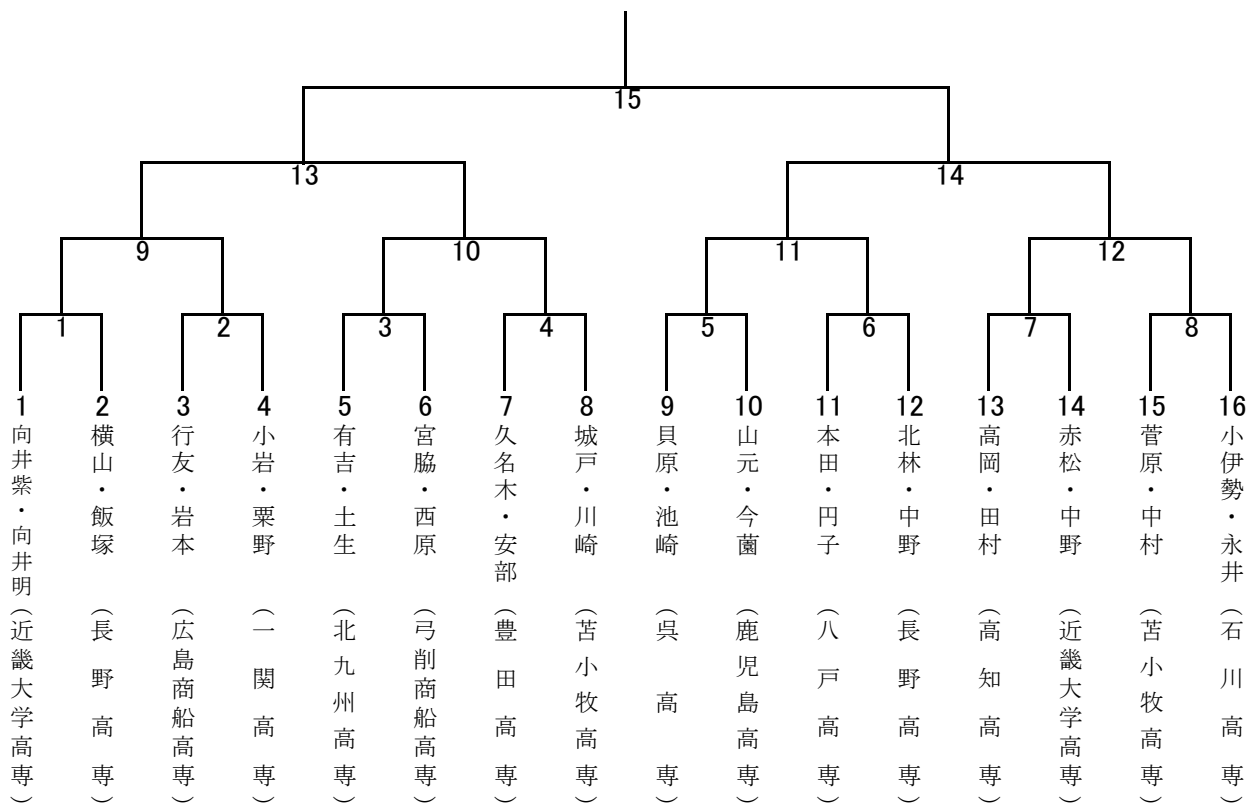 15
13
14
9
10
11
12
1
2
3
4
5
6
7
8
1
2
3
4
5
6
7
8
9
10
11
12
13
14
15
16
向井紫・向井明（近畿大学高専）
横山・飯塚（長野高専）
行友・岩本（広島商船高専）
小岩・粟野（一関高専）
有吉・土生（北九州高専）
宮脇・西原（弓削商船高専）
久名木・安部（豊田高専）
城戸・川崎（苫小牧高専）
貝原・池崎（呉高専）
山元・今薗（鹿児島高専）
本田・円子（八戸高専）
北林・中野（長野高専）
高岡・田村（高知高専）
赤松・中野（近畿大学高専）
菅原・中村（苫小牧高専）
小伊勢・永井（石川高専）